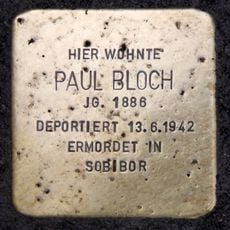 HIER WOHNTE
PAUL BLOCH
JG. 1886
DEPORTIERT 13.6.1942
ERMORDET IN
SOBIBOR